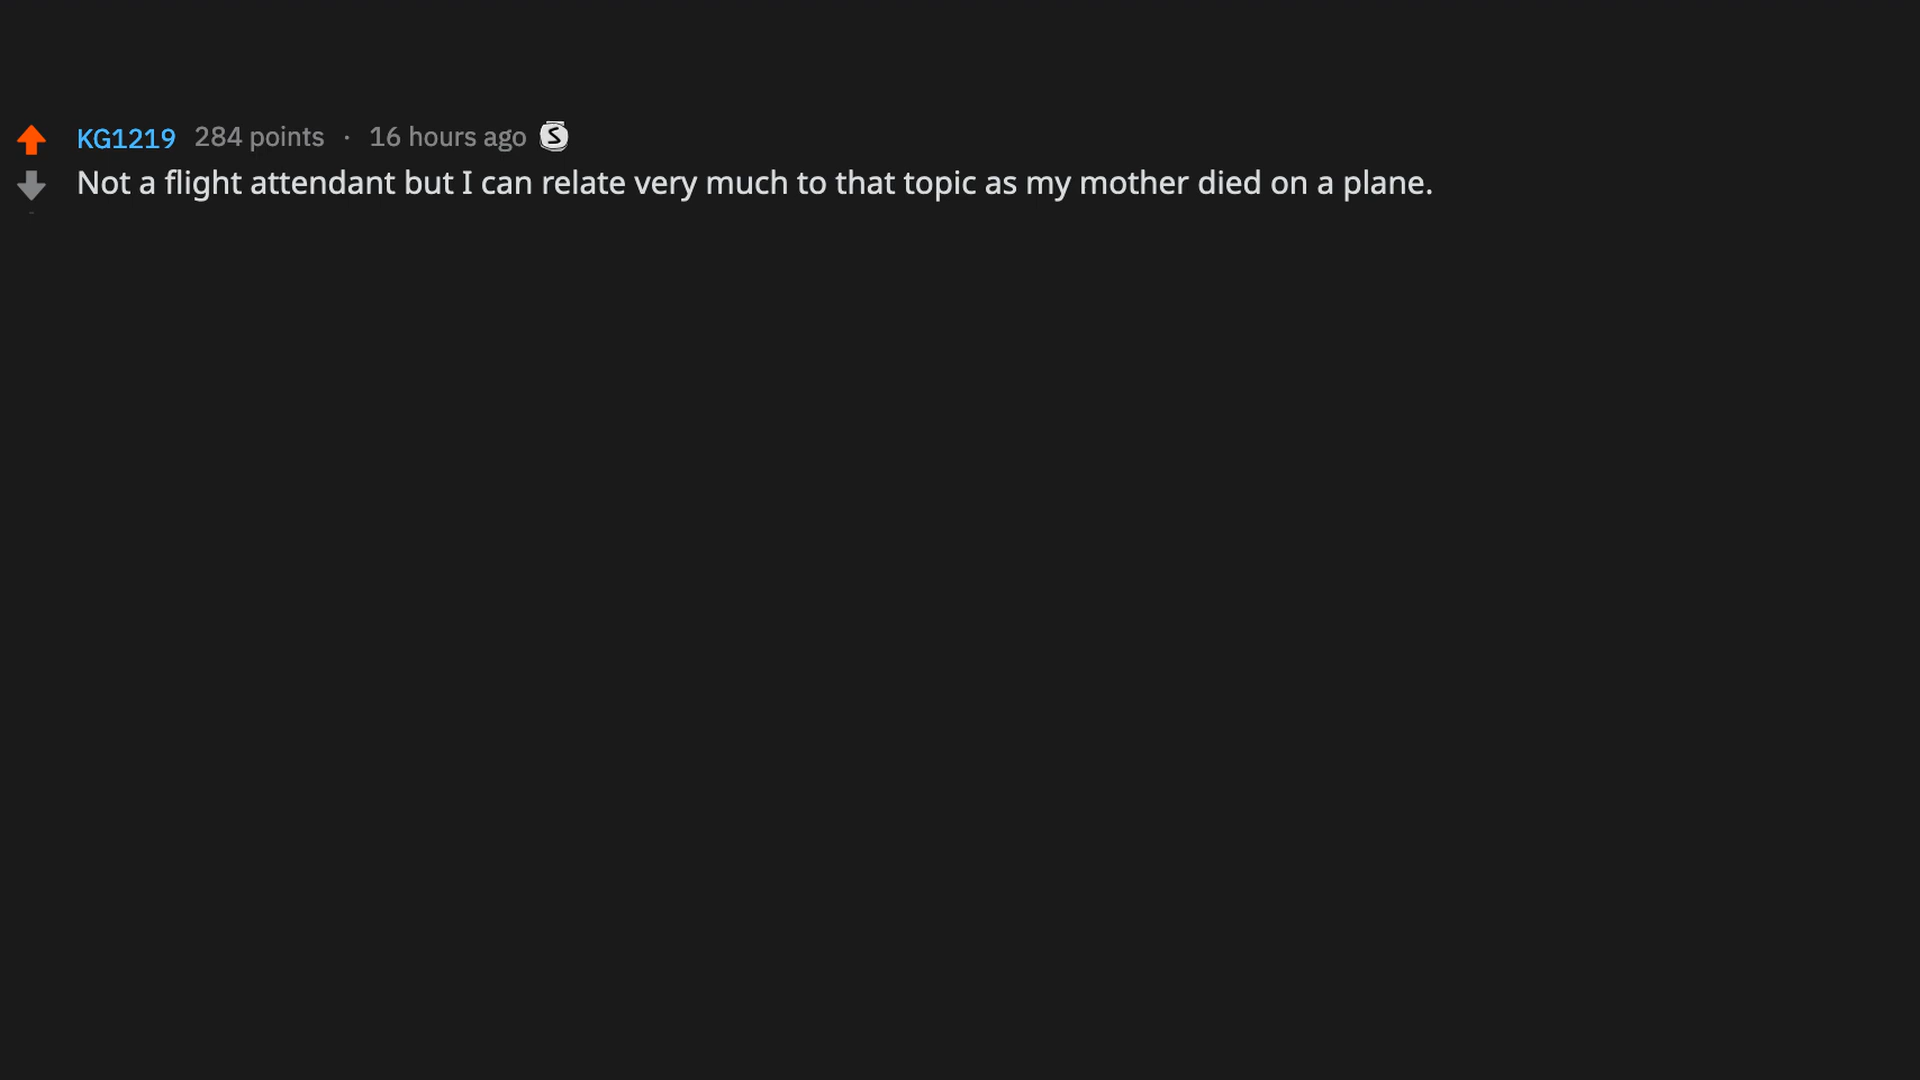 KG1219 284 points · 16 hours ago S
Not a flight attendant but I can relate very much to that topic as my mother died on a plane.